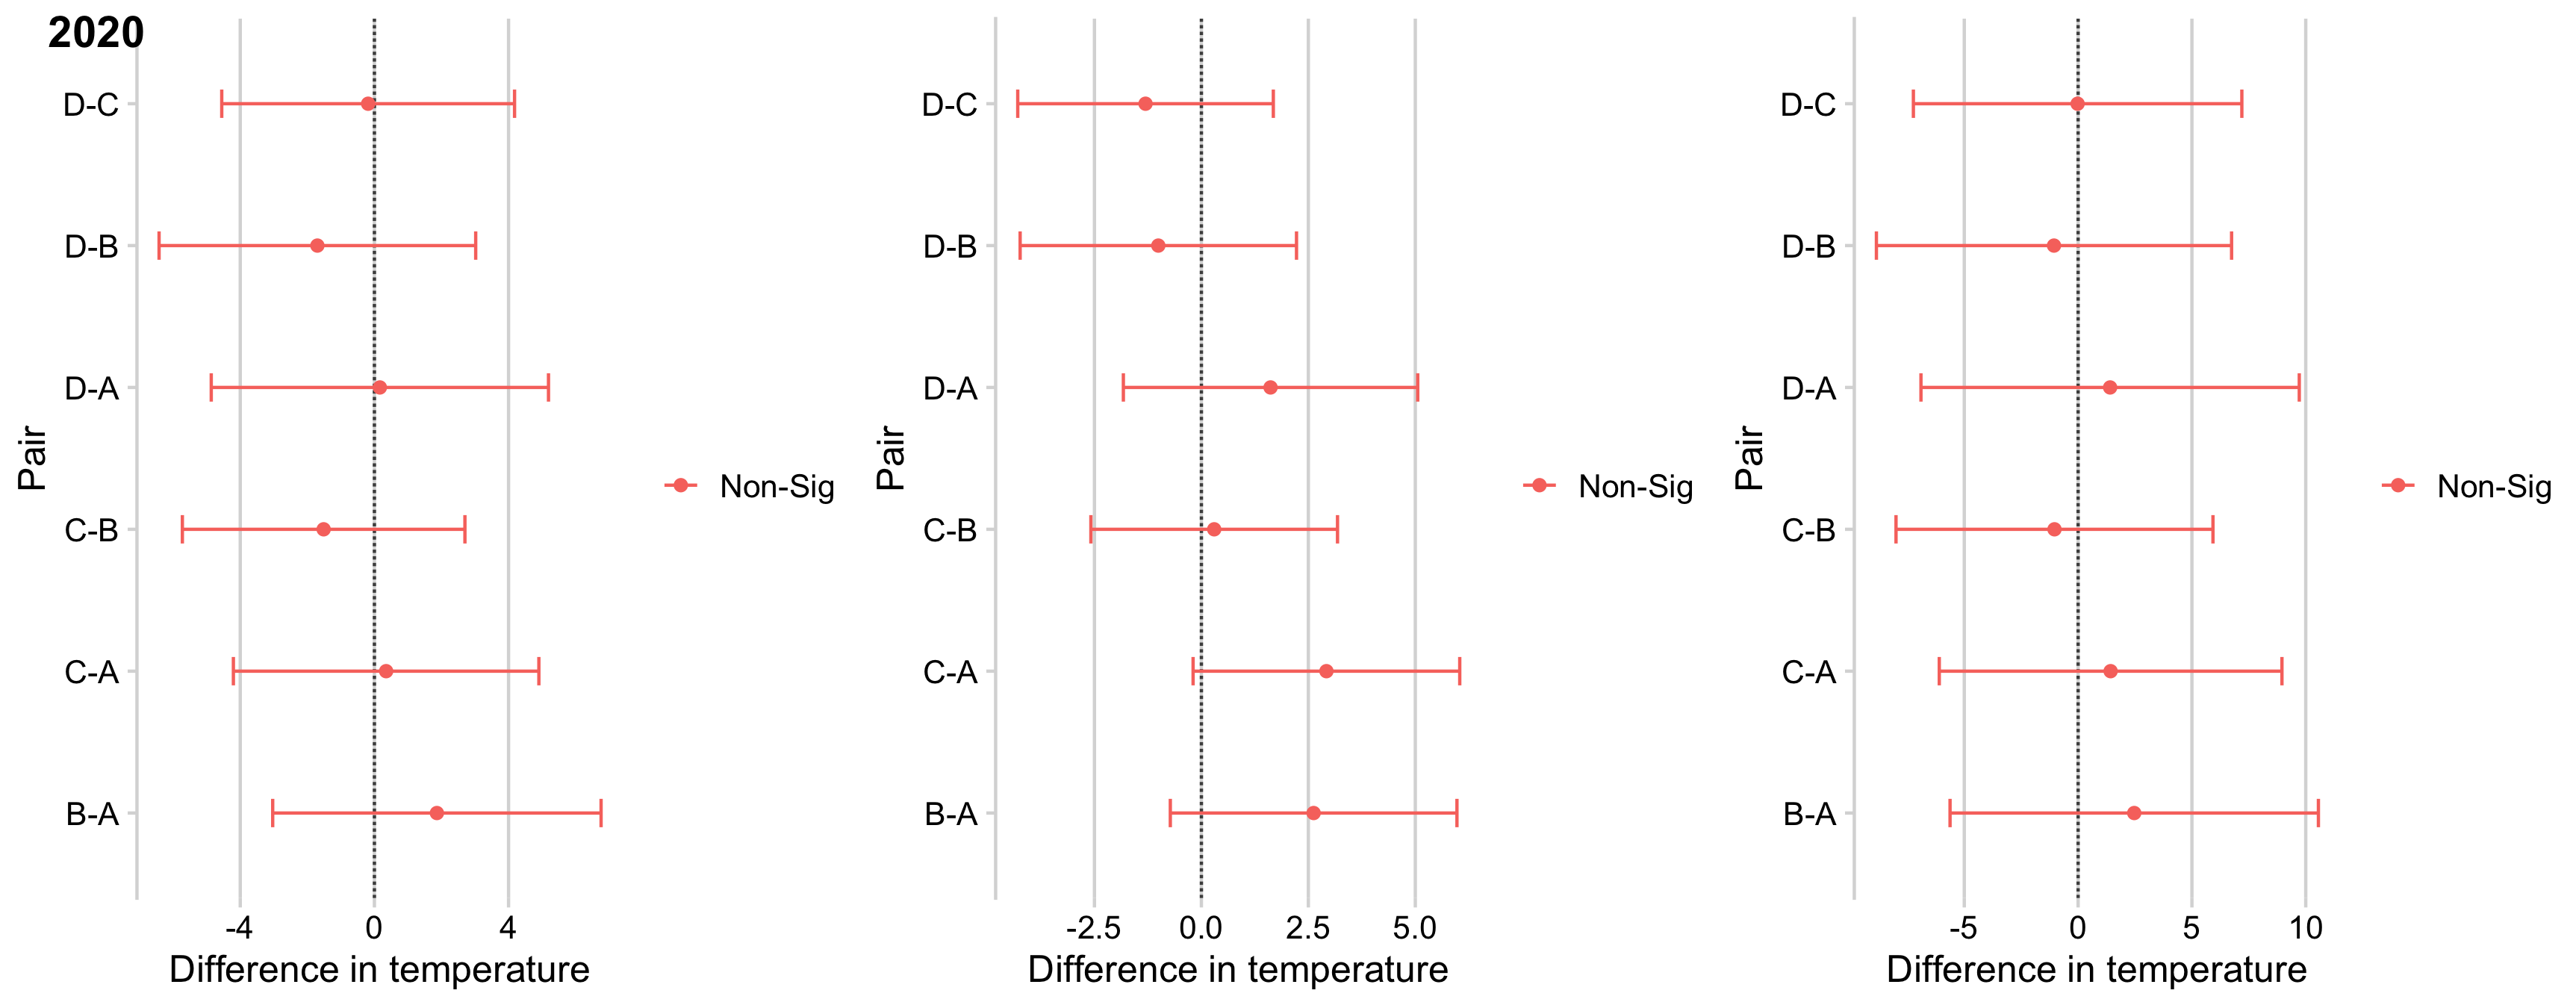 2020
D-C
D-B
D-A
C-B
C-A
B-A
Pair
-4 0 4
Difference in temperature
Non-Sig
D-C
D-B
D-A
C-B
C-A
B-A
Pair
-2.5 0.0 2.5 5.0
Difference in temperature
Non-Sig
D-C
D-B
D-A
C-B
C-A
B-A
Pair
-5 0 5 10
Difference in temperature
Non-Sig